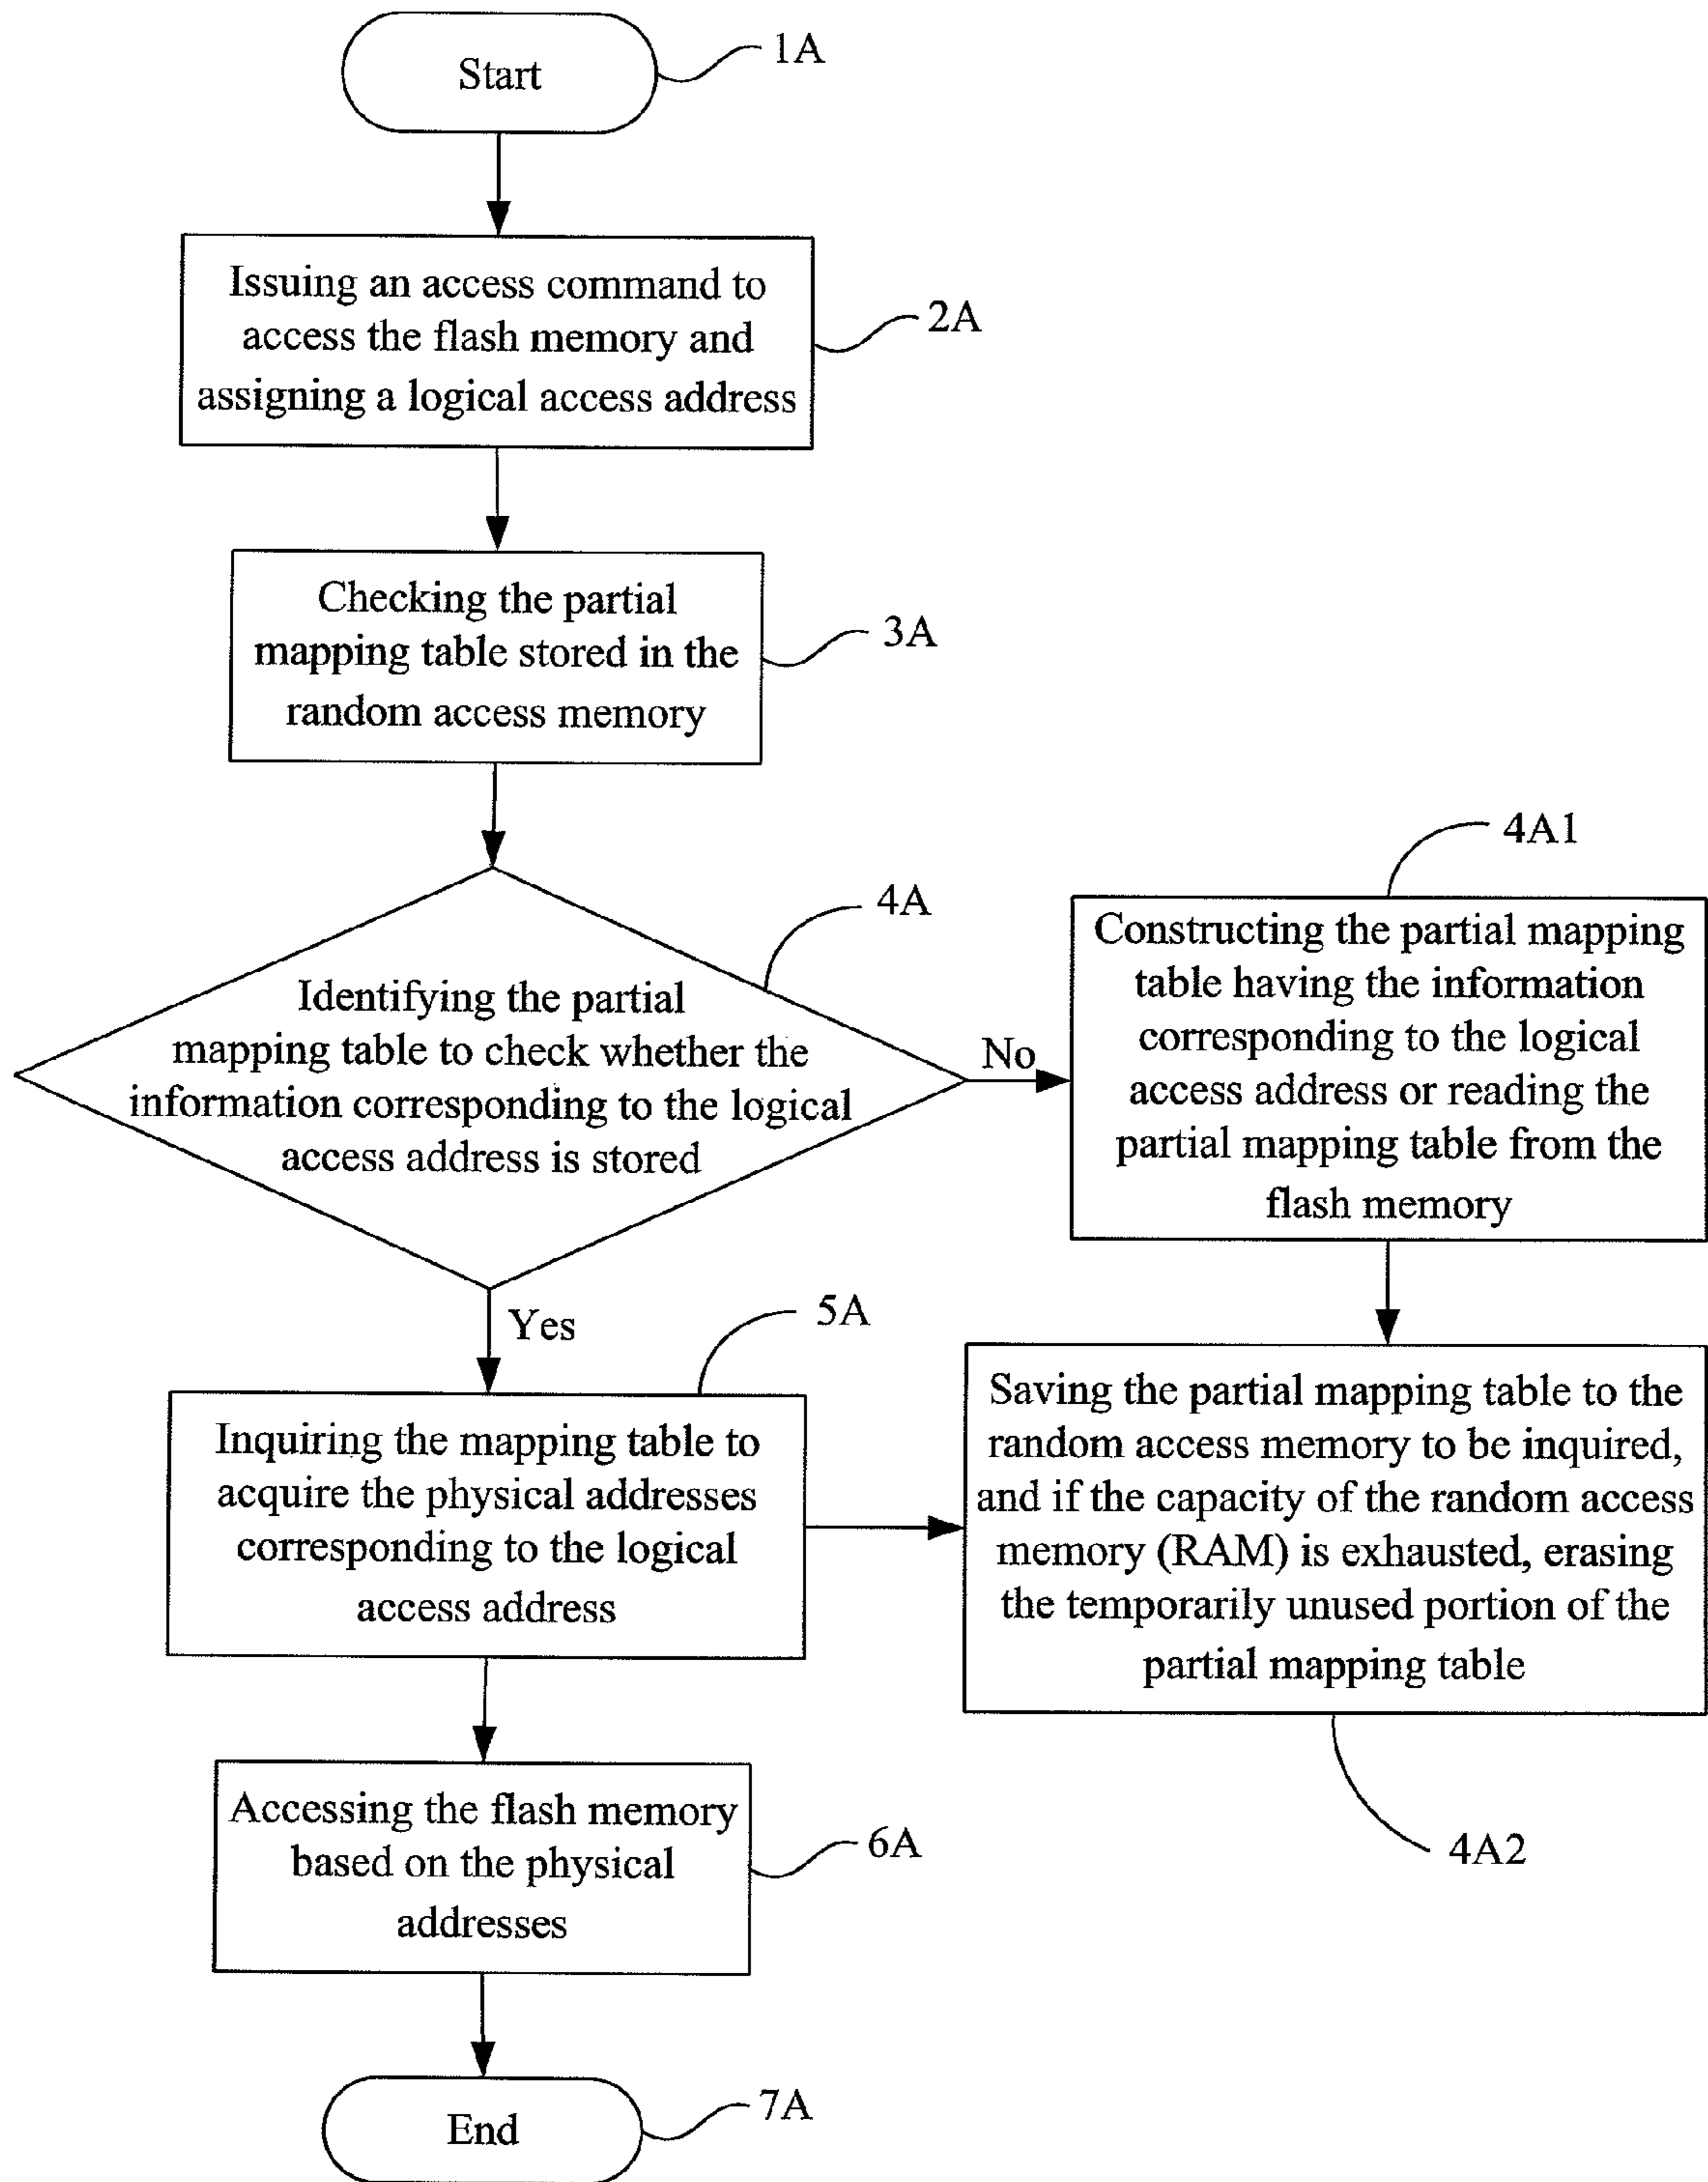 Start
1A
Issuing an access command to
access the flash memory and
assigning a logical access address
2A
Checking the partial
mapping table stored in the
random access memory
3A
Identifying the partial
mapping table to check whether the
information corresponding to the logical
access address is stored
4A
No
4A1
Constructing the partial mapping
table having the information
corresponding to the logical
access address or reading the
partial mapping table from the
flash memory
Yes
5A
Inquiring the mapping table to
acquire the physical addresses
corresponding to the logical
access address
Saving the partial mapping table to the
random access memory to be inquired,
and if the capacity of the random access
memory (RAM) is exhausted, erasing
the temporarily unused portion of the
partial mapping table
4A2
Accessing the flash memory
based on the physical
addresses
6A
End
7A